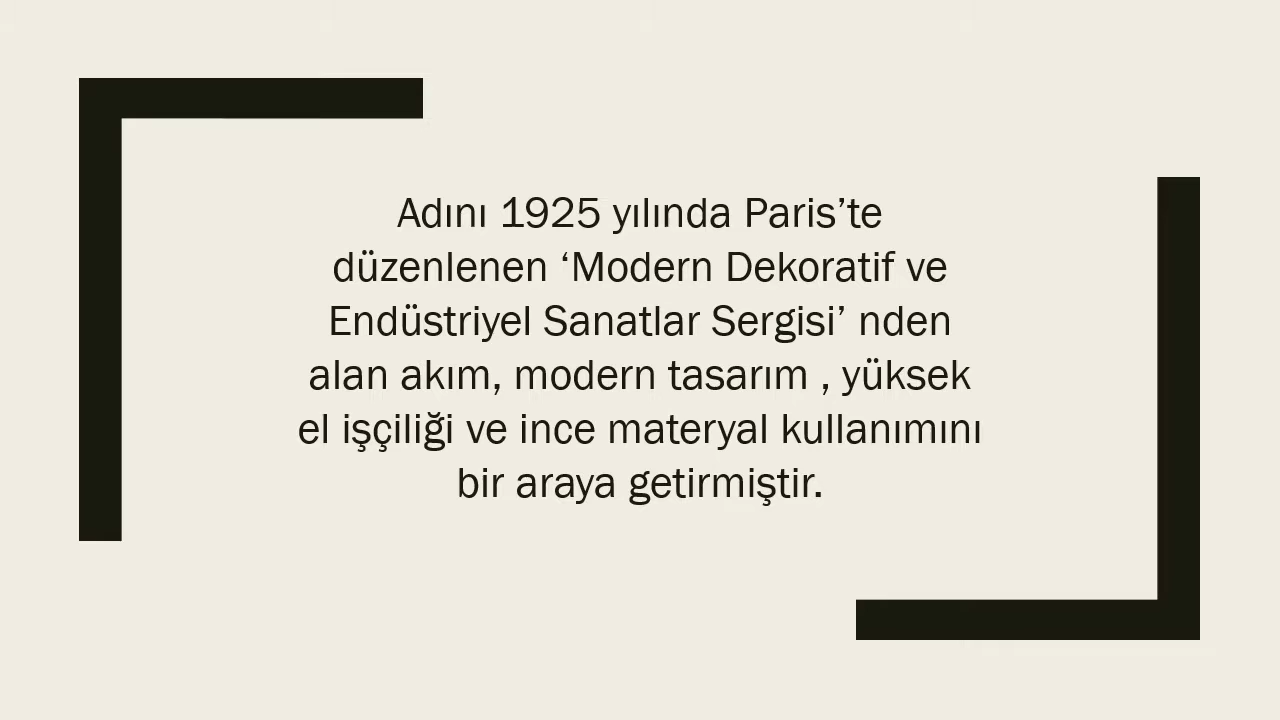 Adını 1925 yılında Paris’te
düzenlenen ‘Modern Dekoratif ve
Endüstriyel Sanatlar Sergisi’ nden
alan akım, modern tasarım , yüksek
el işçiliği ve ince materyal kullanımını
bir araya getirmiştir.